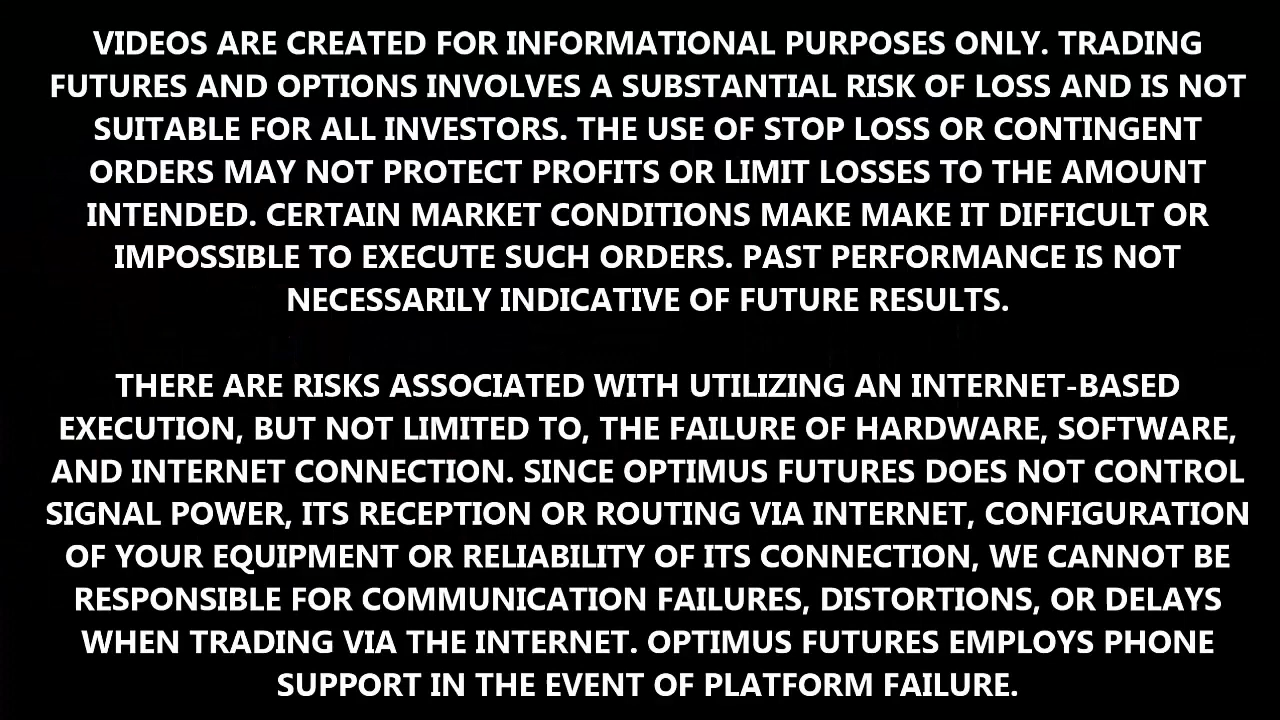 VIDEOS ARE CREATED FOR INFORMATIONAL PURPOSES ONLY. TRADING
FUTURES AND OPTIONS INVOLVES A SUBSTANTIAL RISK OF LOSS AND IS NOT
SUITABLE FOR ALL INVESTORS. THE USE OF STOP LOSS OR CONTINGENT
ORDERS MAY NOT PROTECT PROFITS OR LIMIT LOSSES TO THE AMOUNT
INTENDED. CERTAIN MARKET CONDITIONS MAKE MAKE IT DIFFICULT OR
IMPOSSIBLE TO EXECUTE SUCH ORDERS. PAST PERFORMANCE IS NOT
NECESSARILY INDICATIVE OF FUTURE RESULTS.
THERE ARE RISKS ASSOCIATED WITH UTILIZING AN INTERNET-BASED
EXECUTION, BUT NOT LIMITED TO, THE FAILURE OF HARDWARE, SOFTWARE,
AND INTERNET CONNECTION. SINCE OPTIMUS FUTURES DOES NOT CONTROL
SIGNAL POWER, ITS RECEPTION OR ROUTING VIA INTERNET, CONFIGURATION
OF YOUR EQUIPMENT OR RELIABILITY OF ITS CONNECTION, WE CANNOT BE
RESPONSIBLE FOR COMMUNICATION FAILURES, DISTORTIONS, OR DELAYS
WHEN TRADING VIA THE INTERNET. OPTIMUS FUTURES EMPLOYS PHONE
SUPPORT IN THE EVENT OF PLATFORM FAILURE.